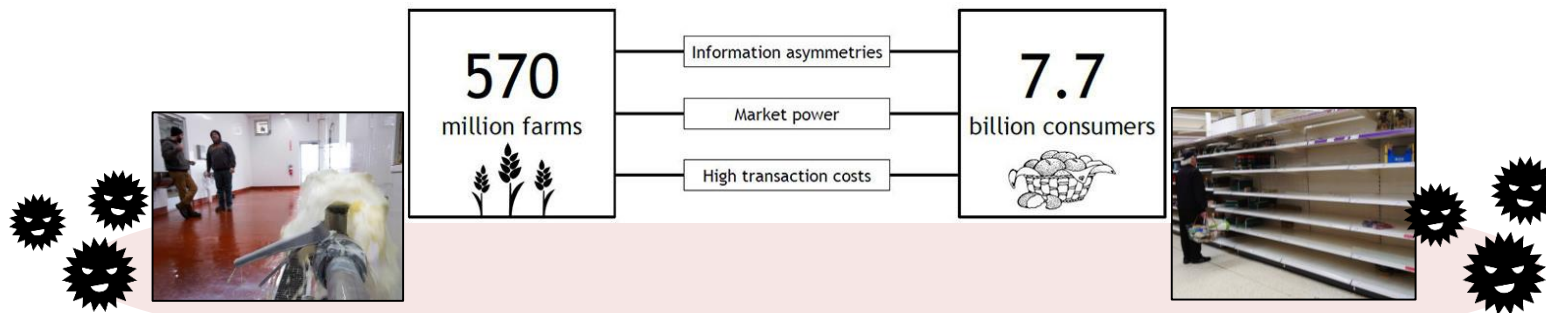 570
million farms
Information asymmetries
Market power
High transaction costs
7.7
billion consumers